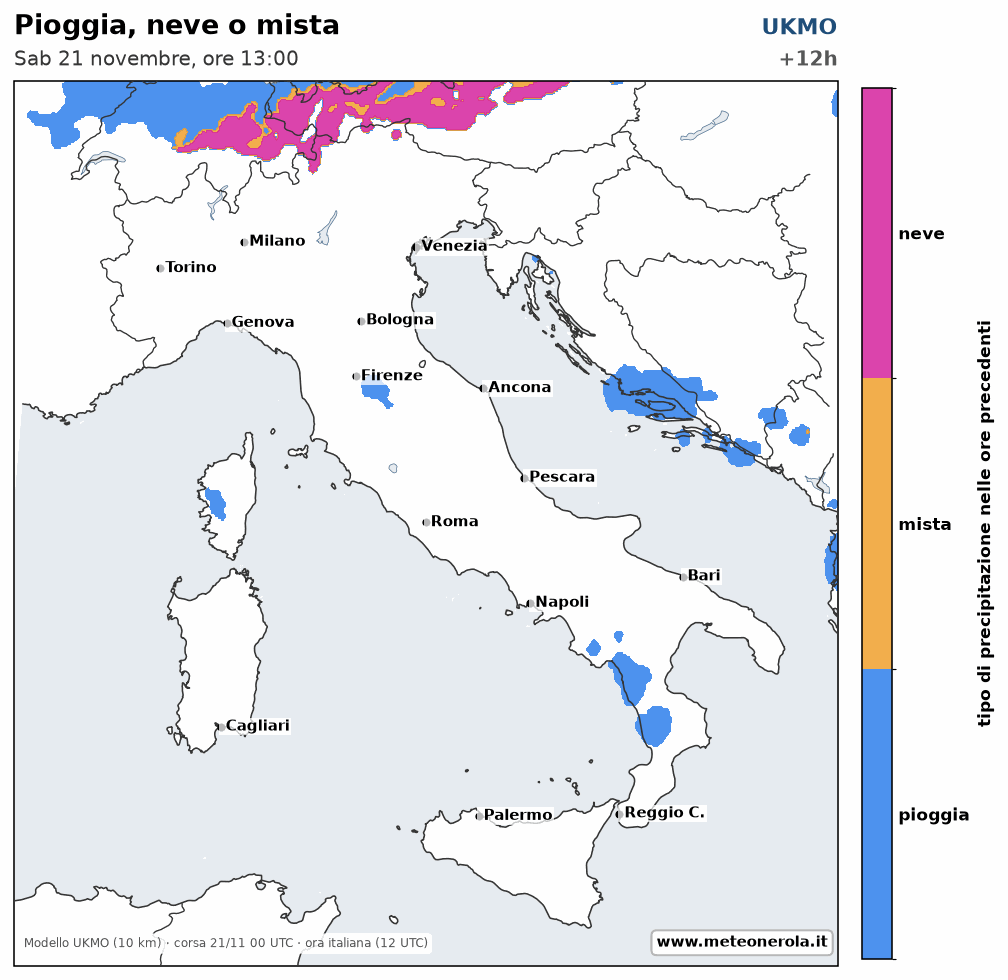 Pioggia, neve o mista
UKMO
Sab 21 novembre, ore 13:00
+12h
neve
Milano
Venezia
Torino
Genova
Bologna
Firenze
Ancona
Pescara
Roma
mista
Bari
Napoli
Cagliari
Palermo
Reggio C.
pioggia
tipo di precipitazione nelle ore precedenti
Modello UKMO (10 km) · corsa 21/11 00 UTC · ora italiana (12 UTC)
www.meteonerola.it